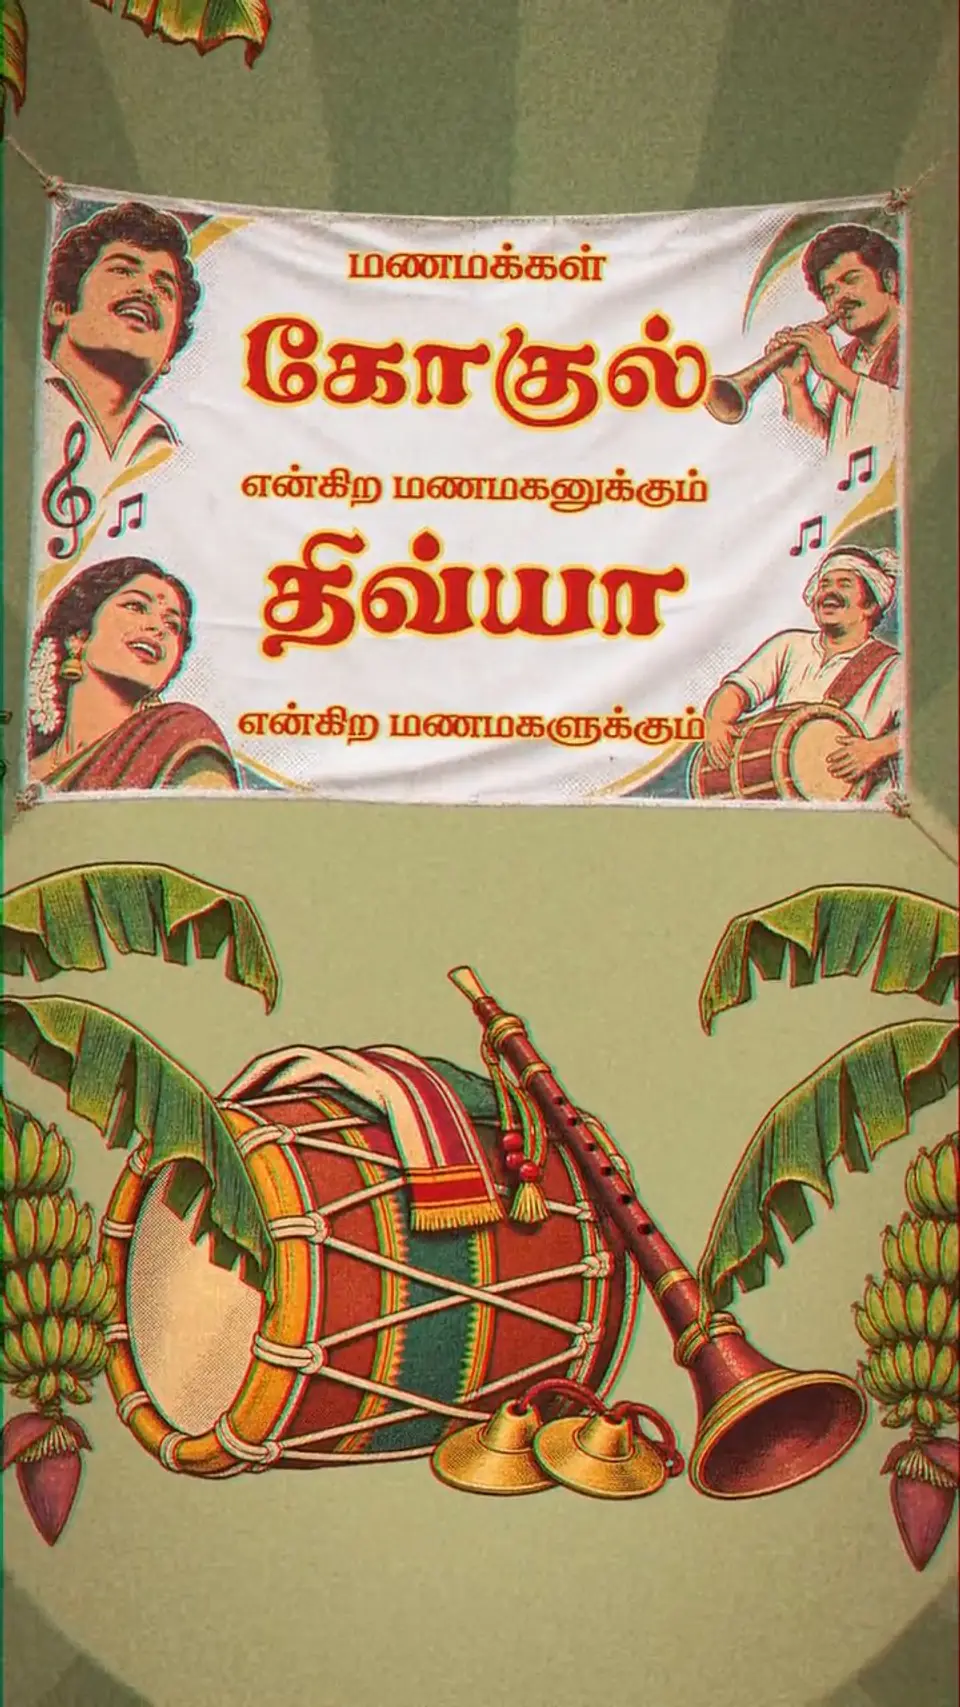 மணமக்கள்
கோகுல்
என்கிற மணமகனுக்கும்
திவ்யா
என்கிற மணமகளுக்கும்